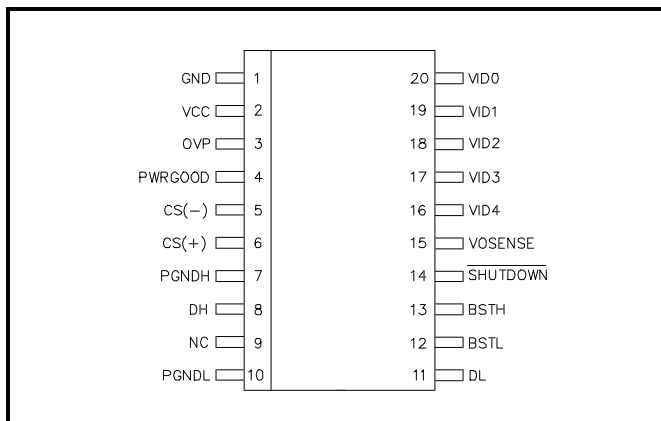 GND 1 20 VID0
VCC 2 19 VID1
OVP 3 18 VID2
PWRGOOD 4 17 VID3
CS(-) 5 16 VID4
CS(+) 6 15 VOSENSE
PGNDH 7 14 SHUTDOWN
DH 8 13 BSTH
NC 9 12 BSTL
PGNDL 10 11 DL